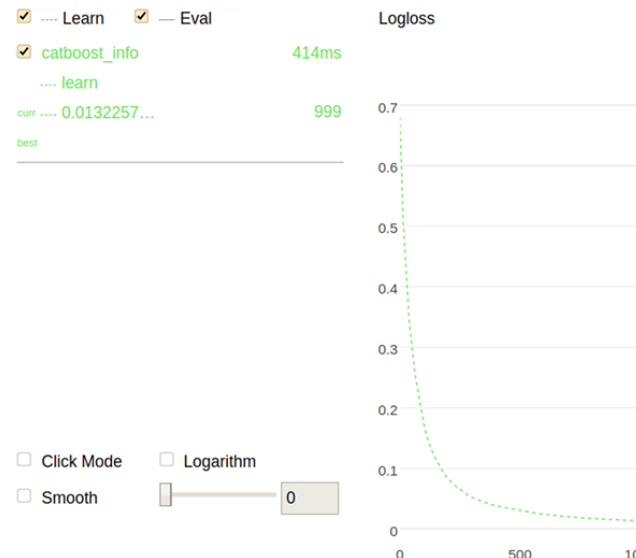 Learn Eval
catboost_info 414ms
learn
curr 0.0132257... 999
best
Click Mode Logarithm
Smooth 0
Logloss
0.7
0.6
0.5
0.4
0.3
0.2
0.1
0
0 500